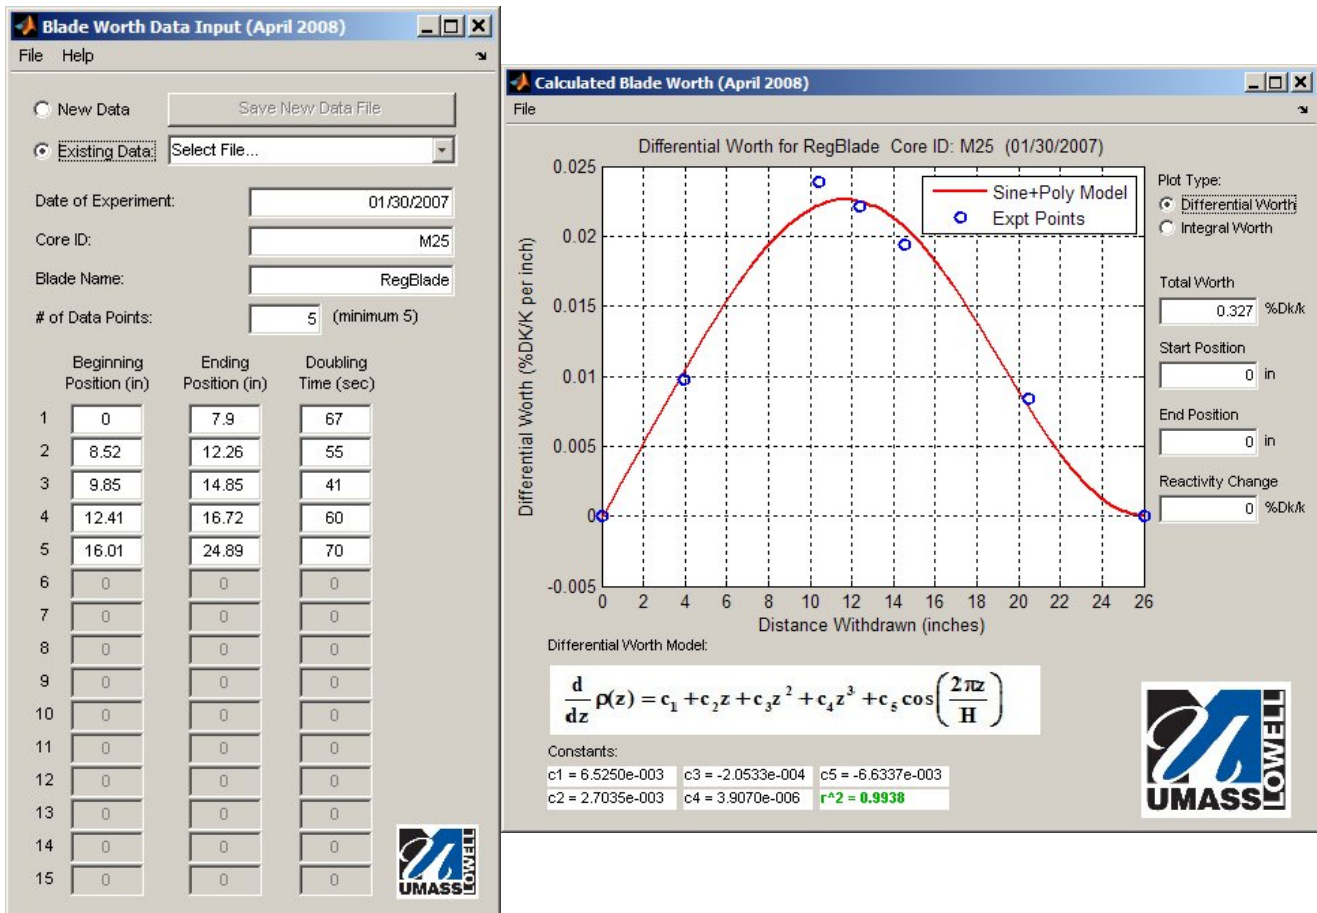 Blade Worth Data Input (April 2008)
File Help
New Data Save New Data File
Existing Data: Select File...
Date of Experiment: 01/30/2007
Core ID: M25
Blade Name: RegBlade
# of Data Points: 5 (minimum 5)
Beginning Ending Doubling
Position (in) Position (in) Time (sec)
1 0 7.9 67
2 8.52 12.26 55
3 9.85 14.85 41
4 12.41 16.72 60
5 16.01 24.89 70
6 0 0 0
7 0 0 0
8 0 0 0
9 0 0 0
10 0 0 0
11 0 0 0
12 0 0 0
13 0 0 0
14 0 0 0
15 0 0 0
UMASS LOWELL
Calculated Blade Worth (April 2008)
File
Differential Worth for RegBlade Core ID: M25 (01/30/2007)
Differential Worth (%DK/K per inch)
0.025
0.02
0.015
0.01
0.005
0
-0.005
0 2 4 6 8 10 12 14 16 18 20 22 24 26
Distance Withdrawn (inches)
Sine+Poly Model
Expt Points
Plot Type:
Differential Worth
Integral Worth
Total Worth
0.327 %Dk/k
Start Position
0 in
End Position
0 in
Reactivity Change
0 %Dk/k
Differential Worth Model:
d/dz ρ(z) = c₁ + c₂z + c₃z² + c₄z³ + c₅ cos(2πz/H)
Constants:
c1 = 6.5250e-003 c3 = -2.0533e-004 c5 = -6.6337e-003
c2 = 2.7035e-003 c4 = 3.9070e-006 r^2 = 0.9938
UMASS LOWELL